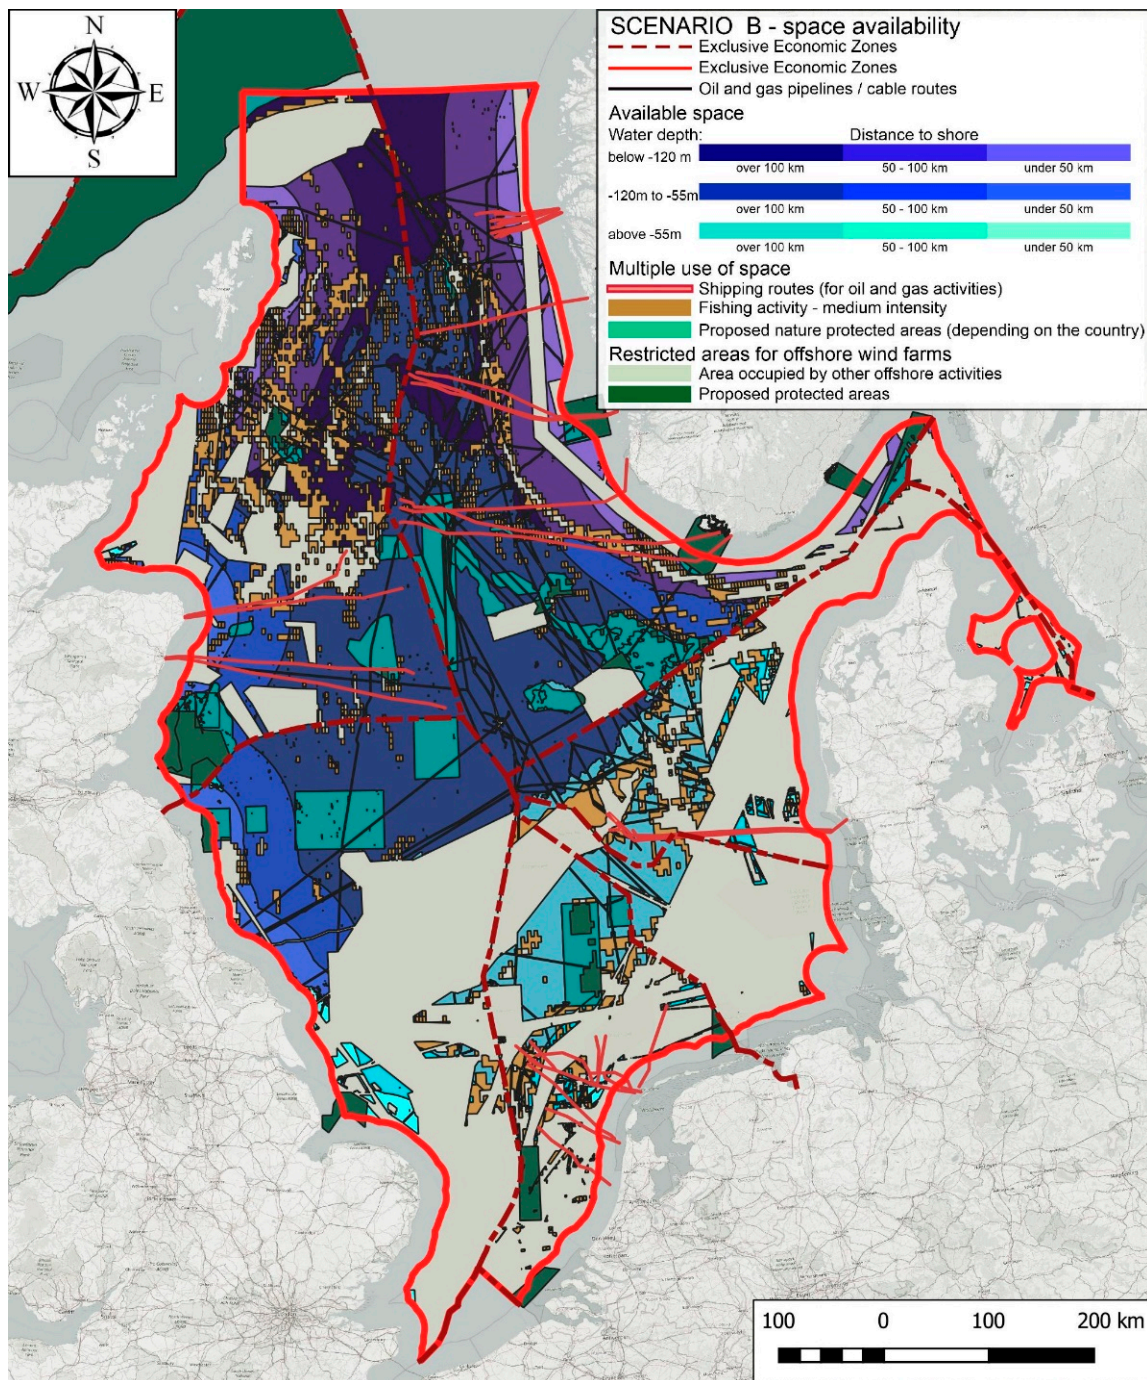 N
W E
S
SCENARIO B - space availability
Exclusive Economic Zones
Exclusive Economic Zones
Oil and gas pipelines / cable routes
Available space
Water depth: Distance to shore
below -120 m
over 100 km 50 - 100 km under 50 km
-120m to -55m
over 100 km 50 - 100 km under 50 km
above -55m
over 100 km 50 - 100 km under 50 km
Multiple use of space
Shipping routes (for oil and gas activities)
Fishing activity - medium intensity
Proposed nature protected areas (depending on the country)
Restricted areas for offshore wind farms
Area occupied by other offshore activities
Proposed protected areas
100 0 100 200 km